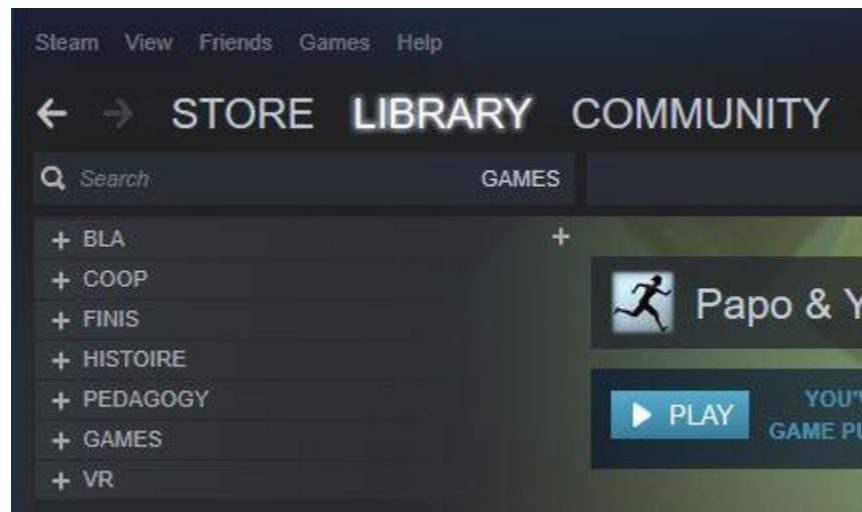 Steam View Friends Games Help
STORE LIBRARY COMMUNITY
Search GAMES
+ BLA +
+ COOP
+ FINIS
+ HISTOIRE
+ PEDAGOGY
+ GAMES
+ VR
Papo & Y
PLAY
YOU'V
GAME PU